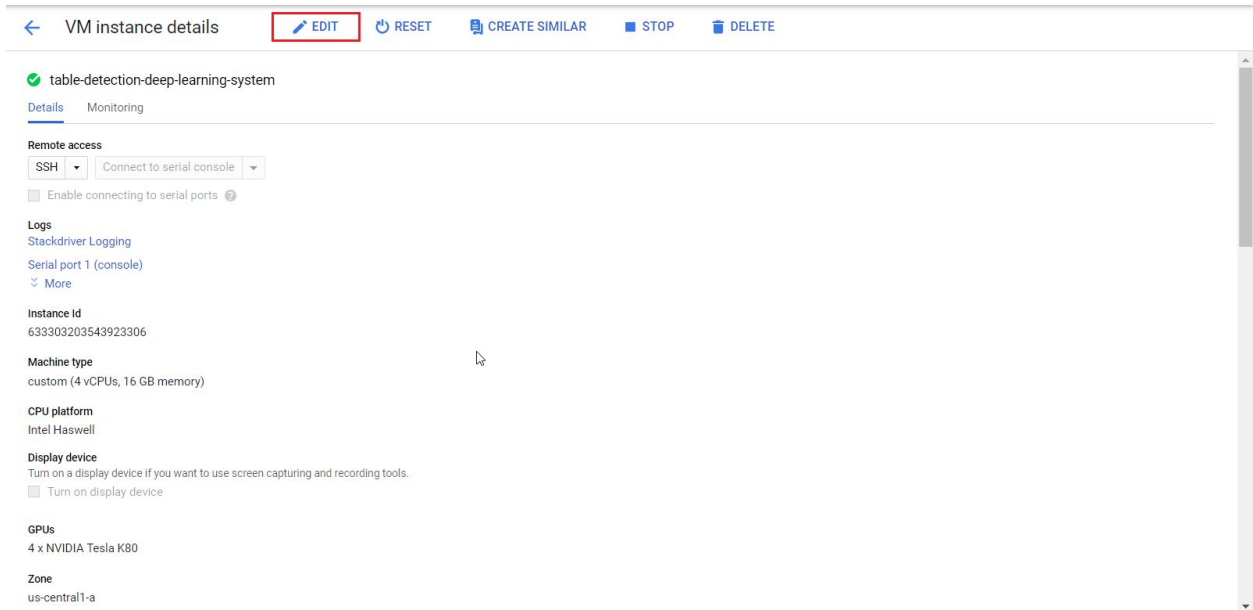 VM instance details EDIT RESET CREATE SIMILAR STOP DELETE
table-detection-deep-learning-system
Details Monitoring
Remote access
SSH Connect to serial console
Enable connecting to serial ports
Logs
Stackdriver Logging
Serial port 1 (console)
More
Instance Id
633303203543923306
Machine type
custom (4 vCPUs, 16 GB memory)
CPU platform
Intel Haswell
Display device
Turn on a display device if you want to use screen capturing and recording tools.
Turn on display device
GPUs
4 x NVIDIA Tesla K80
Zone
us-central1-a